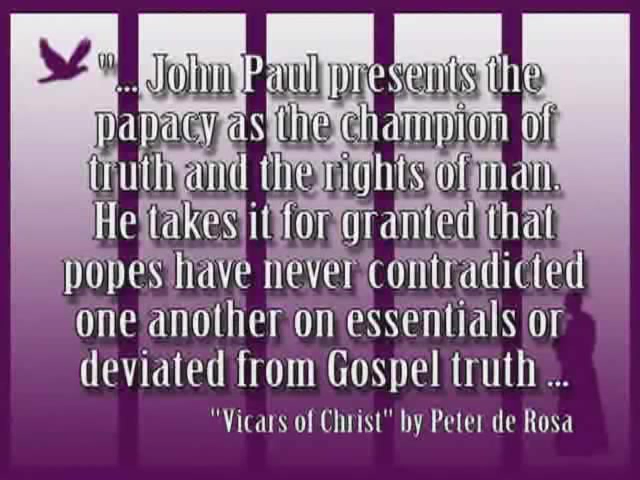 "... John Paul presents the
papacy as the champion of
truth and the rights of man.
He takes it for granted that
popes have never contradicted
one another on essentials or
deviated from Gospel truth ...
"Vicars of Christ" by Peter de Rosa